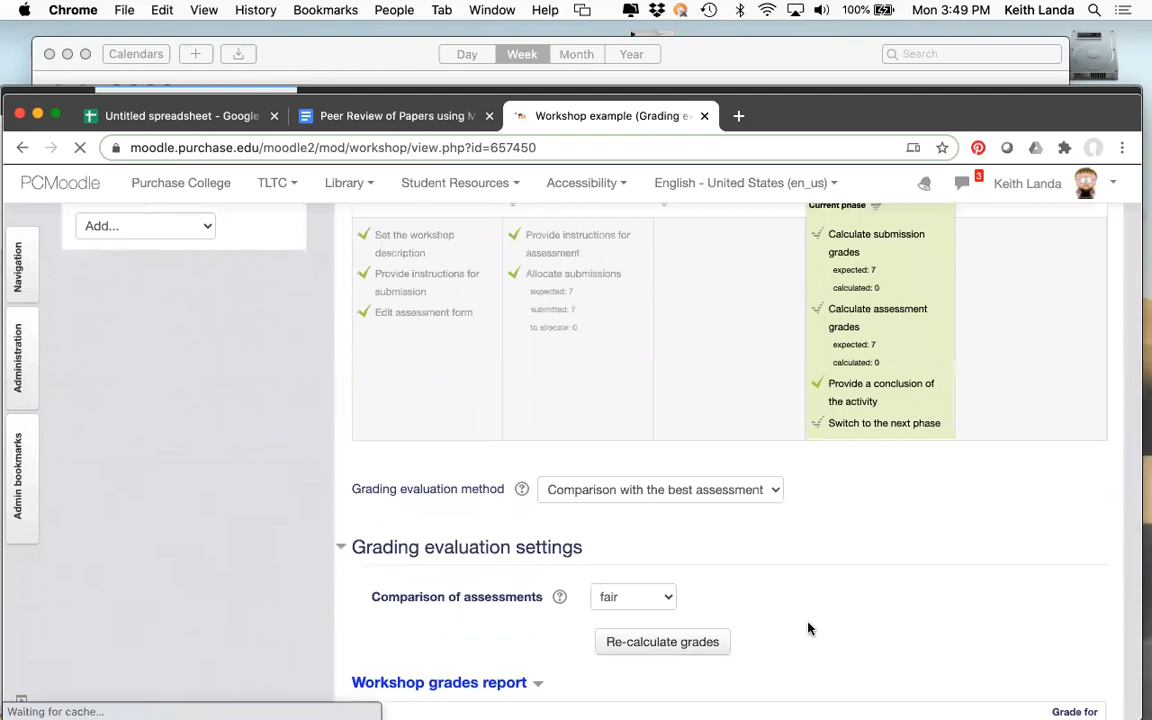 Chrome File Edit View History Bookmarks People Tab Window Help 100% Mon 3:49 PM Keith Landa
Calendars + Day Week Month Year Search
Untitled spreadsheet - Google × Peer Review of Papers using M × Workshop example (Grading e × +
moodle.purchase.edu/moodle2/mod/workshop/view.php?id=657450
PCMoodle Purchase College TLTC Library Student Resources Accessibility English - United States (en_us) 3 Keith Landa
Add...
Navigation
Administration
Admin bookmarks
Set the workshop
description
Provide instructions for
submission
Edit assessment form
Provide instructions for
assessment
Allocate submissions
expected: 7
submitted: 7
to allocate: 0
Current phase
Calculate submission
grades
expected: 7
calculated: 0
Calculate assessment
grades
expected: 7
calculated: 0
Provide a conclusion of
the activity
Switch to the next phase
Grading evaluation method ? Comparison with the best assessment
Grading evaluation settings
Comparison of assessments ? fair
Re-calculate grades
Workshop grades report
Grade for
Waiting for cache...